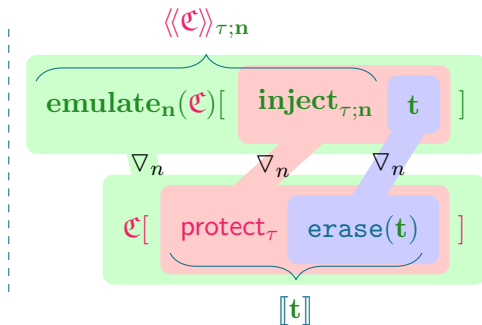 ⟨⟨ℭ⟩⟩τ;n
emulateₙ(ℭ)[ injectτ;n t ]
∇ₙ ∇ₙ ∇ₙ
ℭ[ protectτ erase(t) ]
⟦t⟧